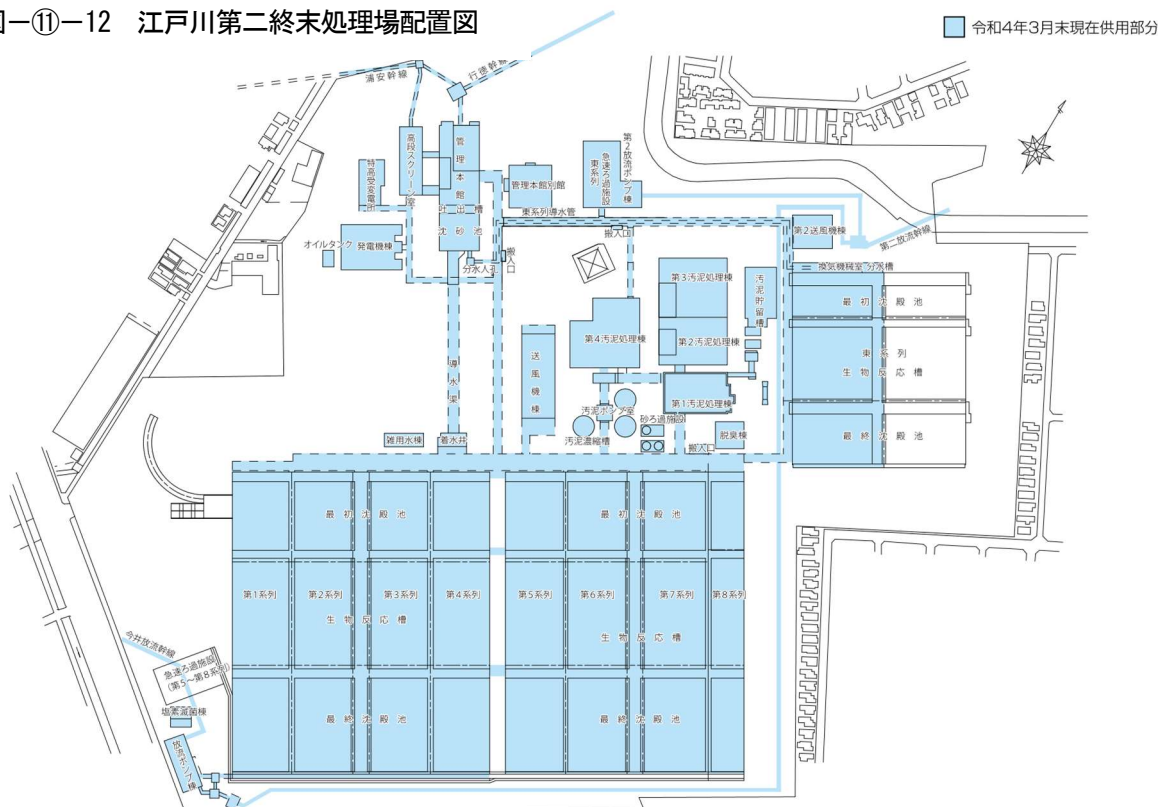 図－⑪－12 江戸川第二終末処理場配置図
令和4年3月末現在供用部分
浦安幹線
行徳幹線
高段スクリーン室
管理本館
吐出槽
沈砂池
特高受変電所
管理本館別館
東系列
急速ろ過施設
第2放流ポンプ棟
東系列導水管
搬入口
第2送風機棟
第二放流幹線
オイルタンク
発電機棟
搬入口
分水人孔
換気機械室
分水槽
第3汚泥処理棟
汚泥貯留槽
最初沈殿池
第4汚泥処理棟
第2汚泥処理棟
導水渠
送風機棟
東系列
生物反応槽
第1汚泥処理棟
汚泥ポンプ室
砂ろ過施設
汚泥濃縮槽
脱臭棟
搬入口
雑用水棟
着水井
最終沈殿池
最初沈殿池
最初沈殿池
第1系列
第2系列
第3系列
第4系列
第5系列
第6系列
第7系列
第8系列
生物反応槽
生物反応槽
今井放流幹線
急速ろ過施設
(第5～第8系列)
塩素滅菌棟
最終沈殿池
最終沈殿池
放流ポンプ棟